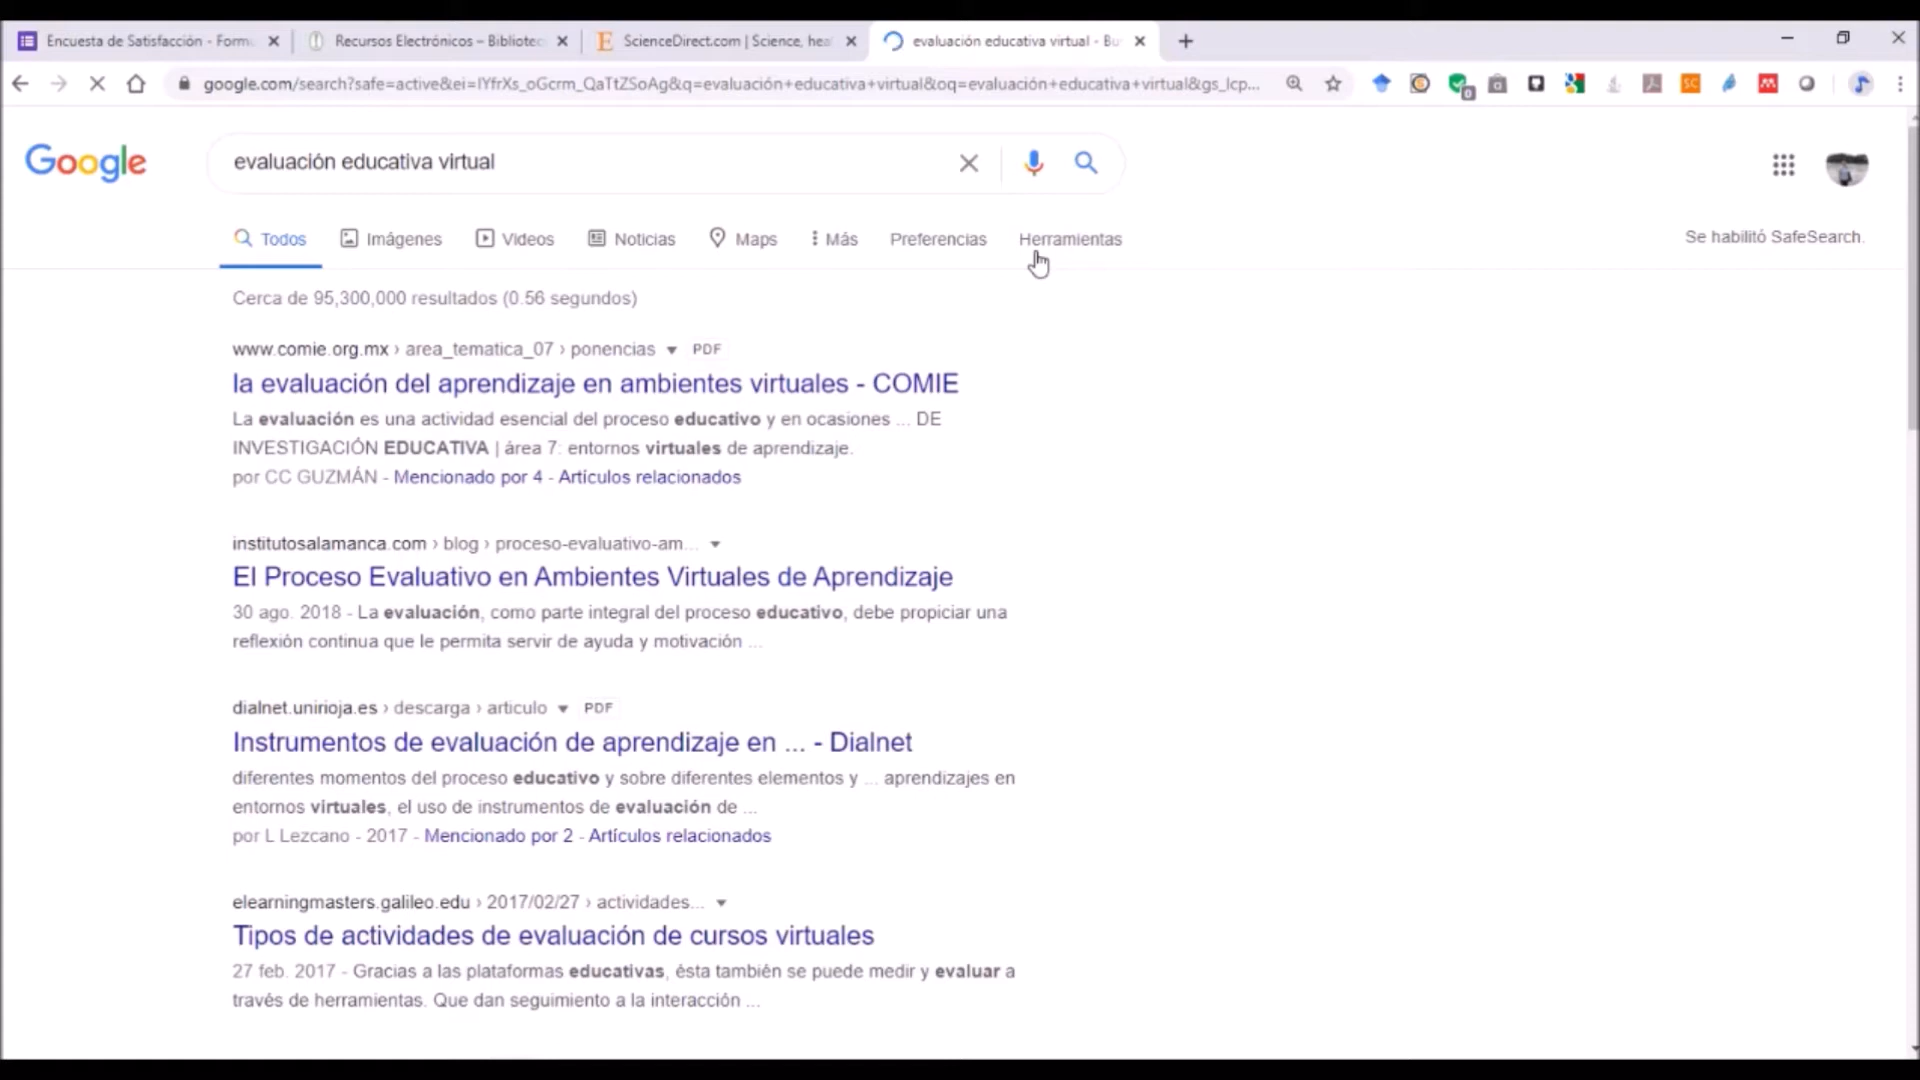 Encuesta de Satisfacción - Form
Recursos Electrónicos – Bibliotec
ScienceDirect.com | Science, hea
evaluación educativa virtual - Bu
google.com/search?safe=active&ei=IYfrXs_oGcrm_QaTtZSoAg&q=evaluación+educativa+virtual&oq=evaluación+educativa+virtual&gs_lcp...
Google
evaluación educativa virtual
Todos
Imágenes
Videos
Noticias
Maps
Más
Preferencias
Herramientas
Se habilitó SafeSearch.
Cerca de 95,300,000 resultados (0.56 segundos)
www.comie.org.mx › area_tematica_07 › ponencias ▼ PDF
la evaluación del aprendizaje en ambientes virtuales - COMIE
La evaluación es una actividad esencial del proceso educativo y en ocasiones ... DE
INVESTIGACIÓN EDUCATIVA | área 7: entornos virtuales de aprendizaje.
por CC GUZMÁN - Mencionado por 4 - Artículos relacionados
institutosalamanca.com › blog › proceso-evaluativo-am... ▼
El Proceso Evaluativo en Ambientes Virtuales de Aprendizaje
30 ago. 2018 - La evaluación, como parte integral del proceso educativo, debe propiciar una
reflexión continua que le permita servir de ayuda y motivación ...
dialnet.unirioja.es › descarga › articulo ▼ PDF
Instrumentos de evaluación de aprendizaje en ... - Dialnet
diferentes momentos del proceso educativo y sobre diferentes elementos y ... aprendizajes en
entornos virtuales, el uso de instrumentos de evaluación de ...
por L Lezcano - 2017 - Mencionado por 2 - Artículos relacionados
elearningmasters.galileo.edu › 2017/02/27 › actividades... ▼
Tipos de actividades de evaluación de cursos virtuales
27 feb. 2017 - Gracias a las plataformas educativas, ésta también se puede medir y evaluar a
través de herramientas. Que dan seguimiento a la interacción ...